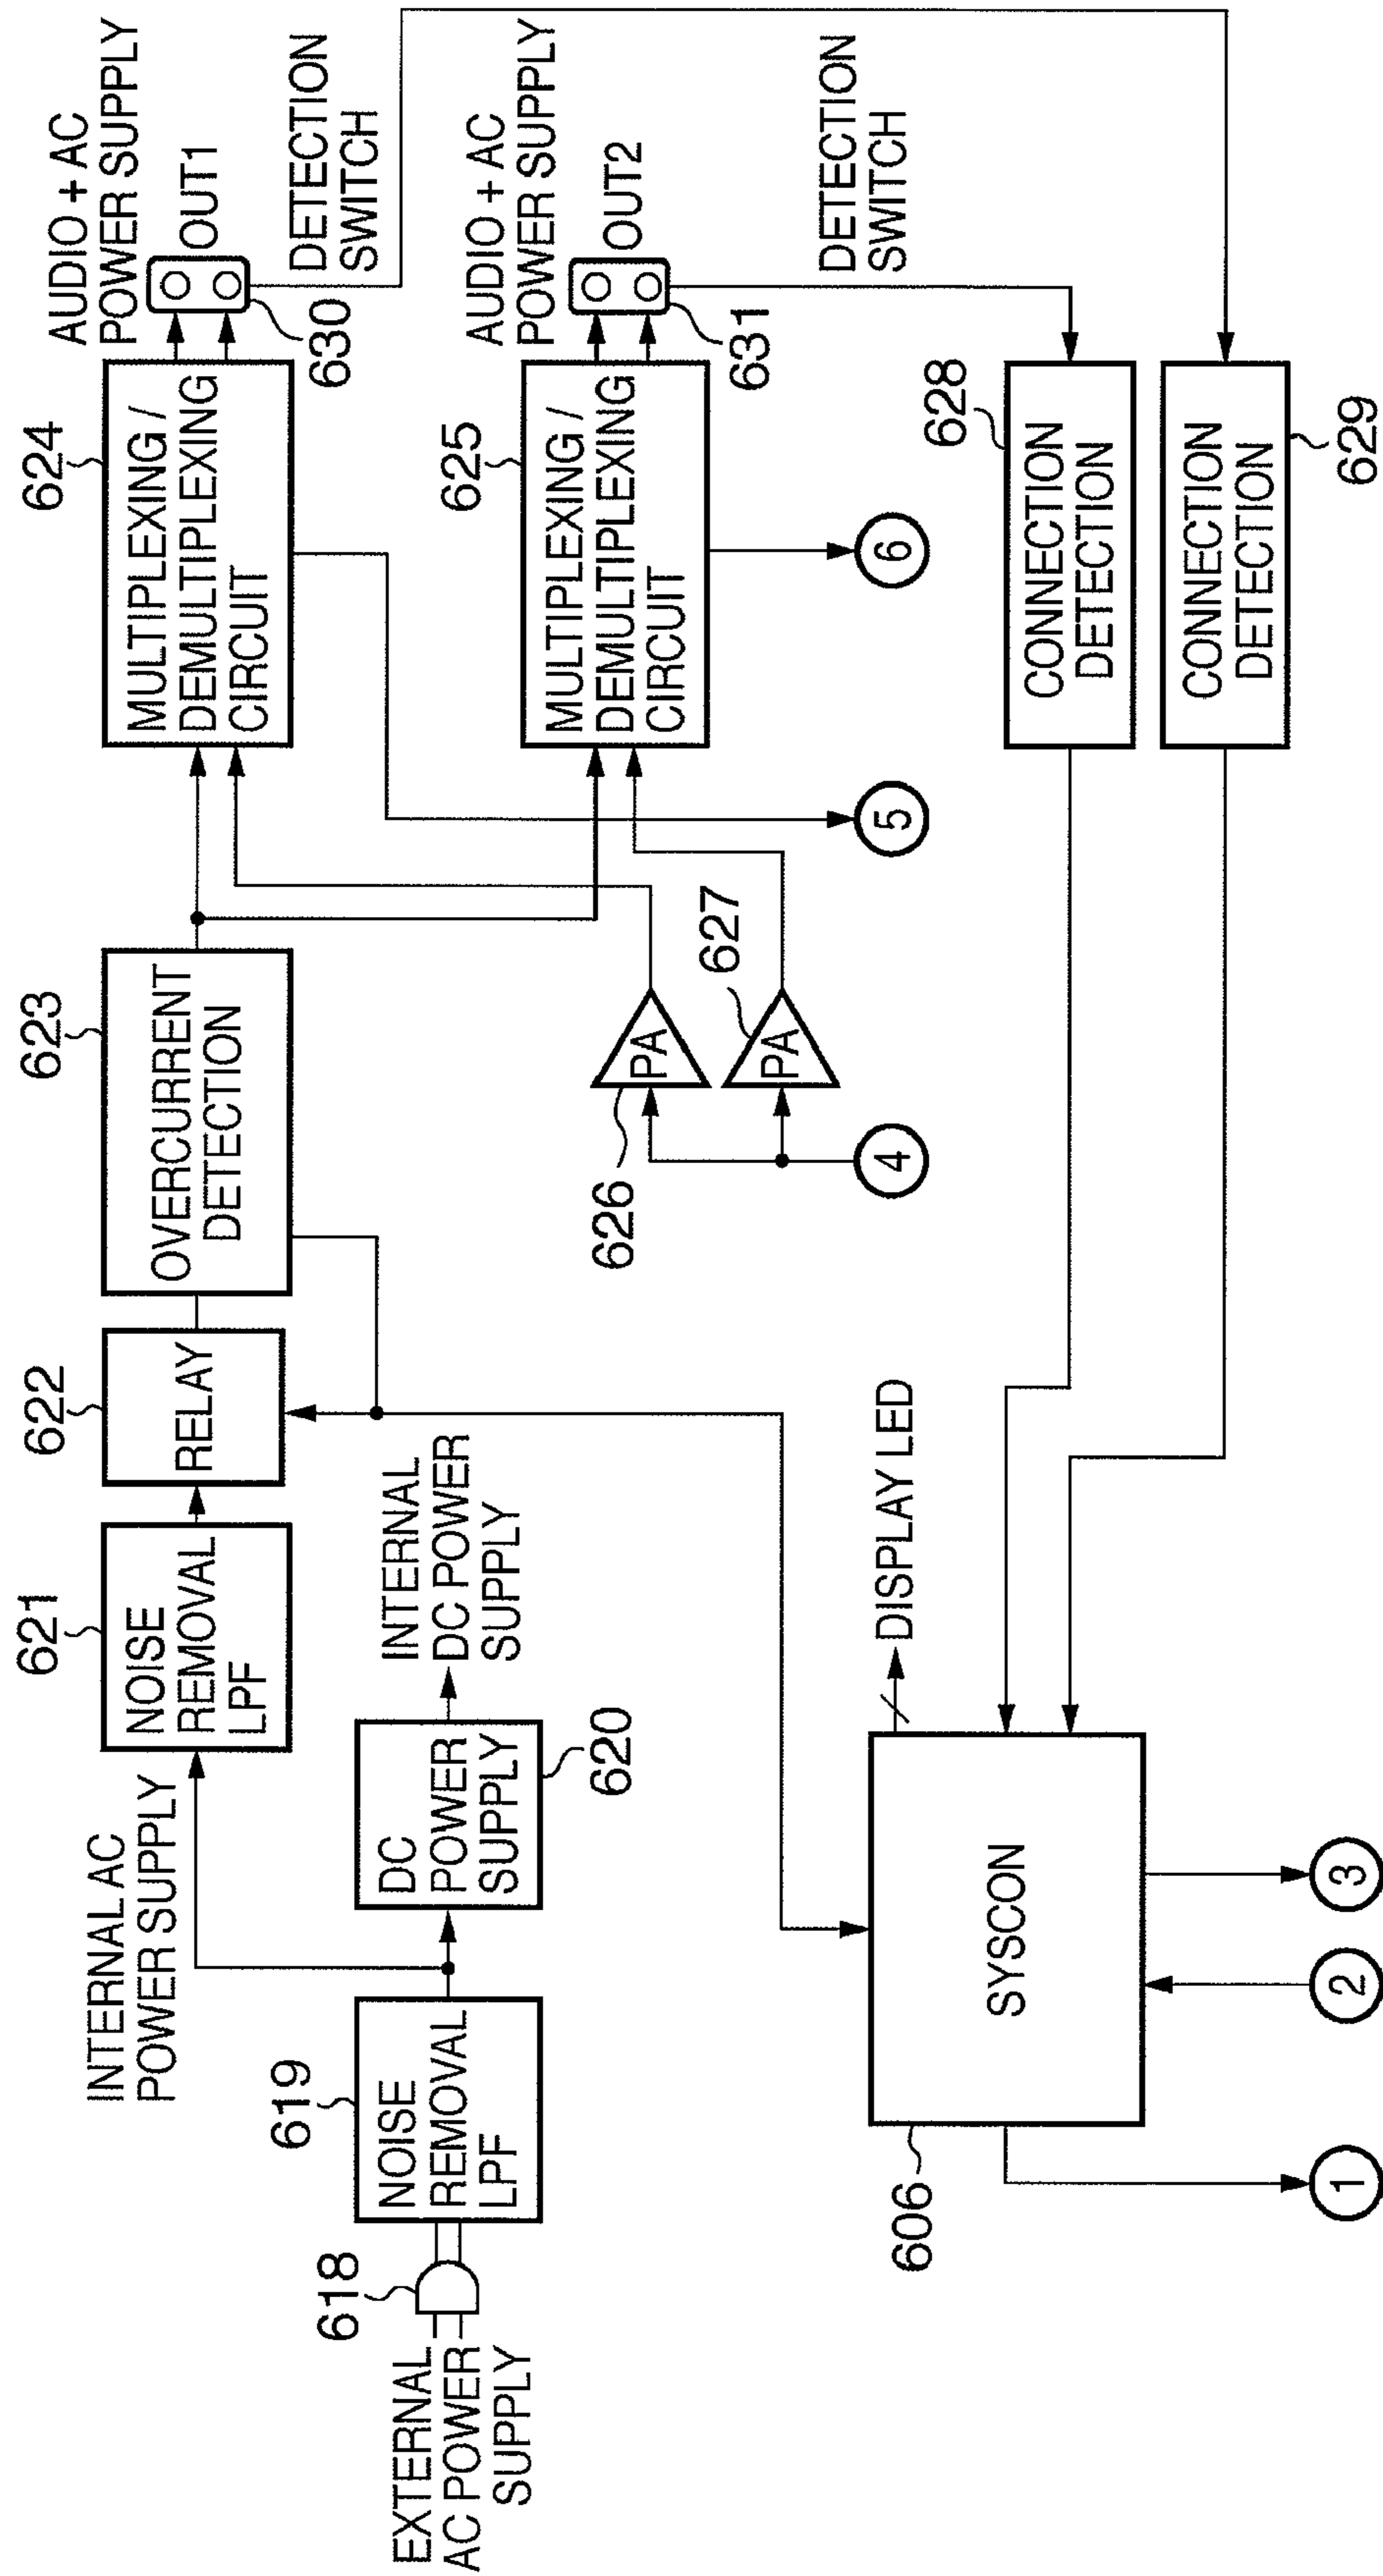 AUDIO + AC
POWER SUPPLY
OUT1
DETECTION
SWITCH
630
624
MULTIPLEXING /
DEMULTIPLEXING
CIRCUIT
623
OVERCURRENT
DETECTION
622
RELAY
621
NOISE
REMOVAL
LPF
INTERNAL AC
POWER SUPPLY
AUDIO + AC
POWER SUPPLY
OUT2
DETECTION
SWITCH
631
625
MULTIPLEXING /
DEMULTIPLEXING
CIRCUIT
5
6
626
PA
627
PA
4
INTERNAL
DC POWER
SUPPLY
DC
POWER
SUPPLY
620
619
NOISE
REMOVAL
LPF
618
EXTERNAL
AC POWER
SUPPLY
628
CONNECTION
DETECTION
CONNECTION
DETECTION
629
DISPLAY LED
SYSCON
606
1
2
3